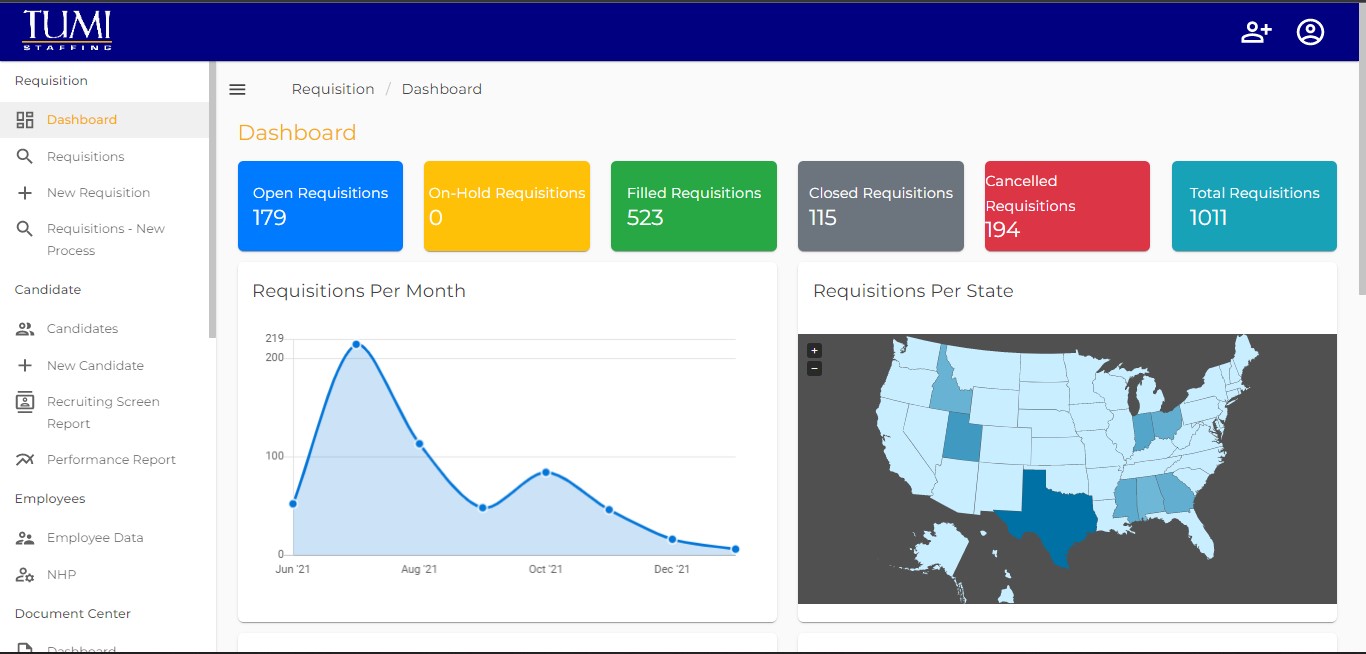 TUMI
STAFFING
Requisition
Dashboard
Requisitions
New Requisition
Requisitions - New
Process
Candidate
Candidates
New Candidate
Recruiting Screen
Report
Performance Report
Employees
Employee Data
NHP
Document Center
Dashboard
Requisition / Dashboard
Dashboard
Open Requisitions
179
On-Hold Requisitions
0
Filled Requisitions
523
Closed Requisitions
115
Cancelled
Requisitions
194
Total Requisitions
1011
Requisitions Per Month
219
200
100
0
Jun '21
Aug '21
Oct '21
Dec '21
Requisitions Per State
+
−